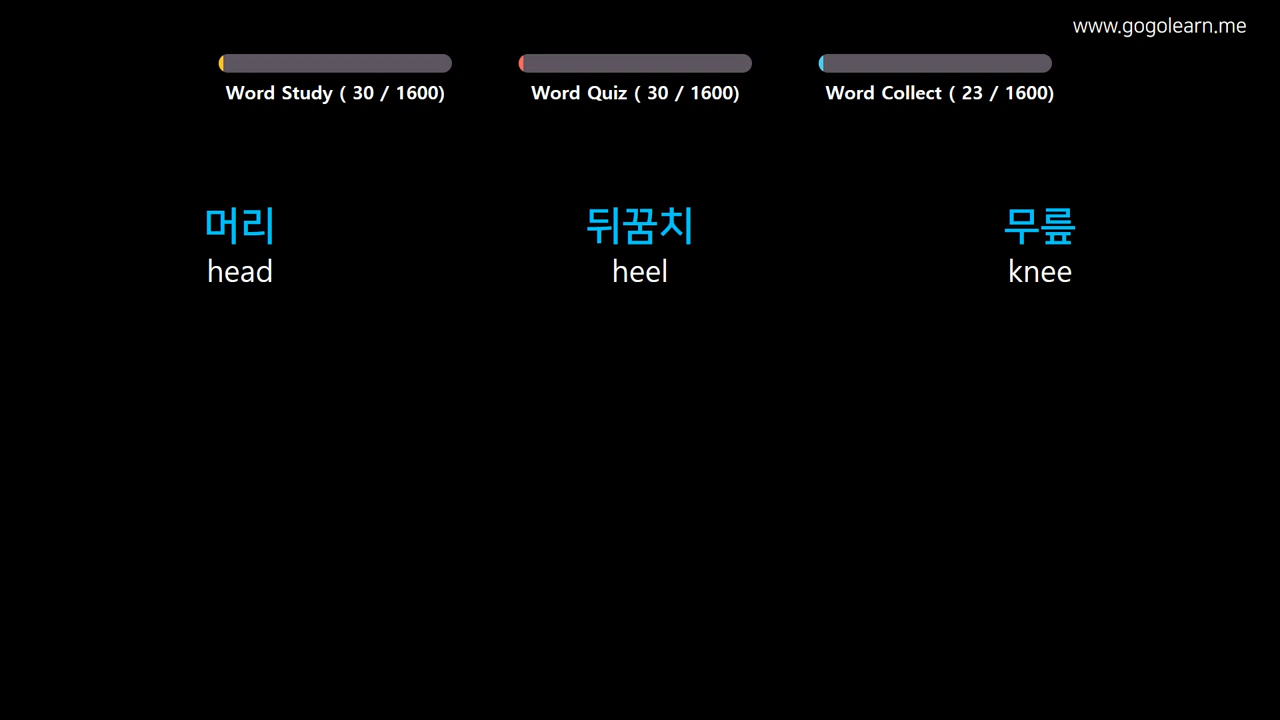 www.gogolearn.me
Word Study ( 30 / 1600)
Word Quiz ( 30 / 1600)
Word Collect ( 23 / 1600)
머리
head
뒤꿈치
heel
무릎
knee